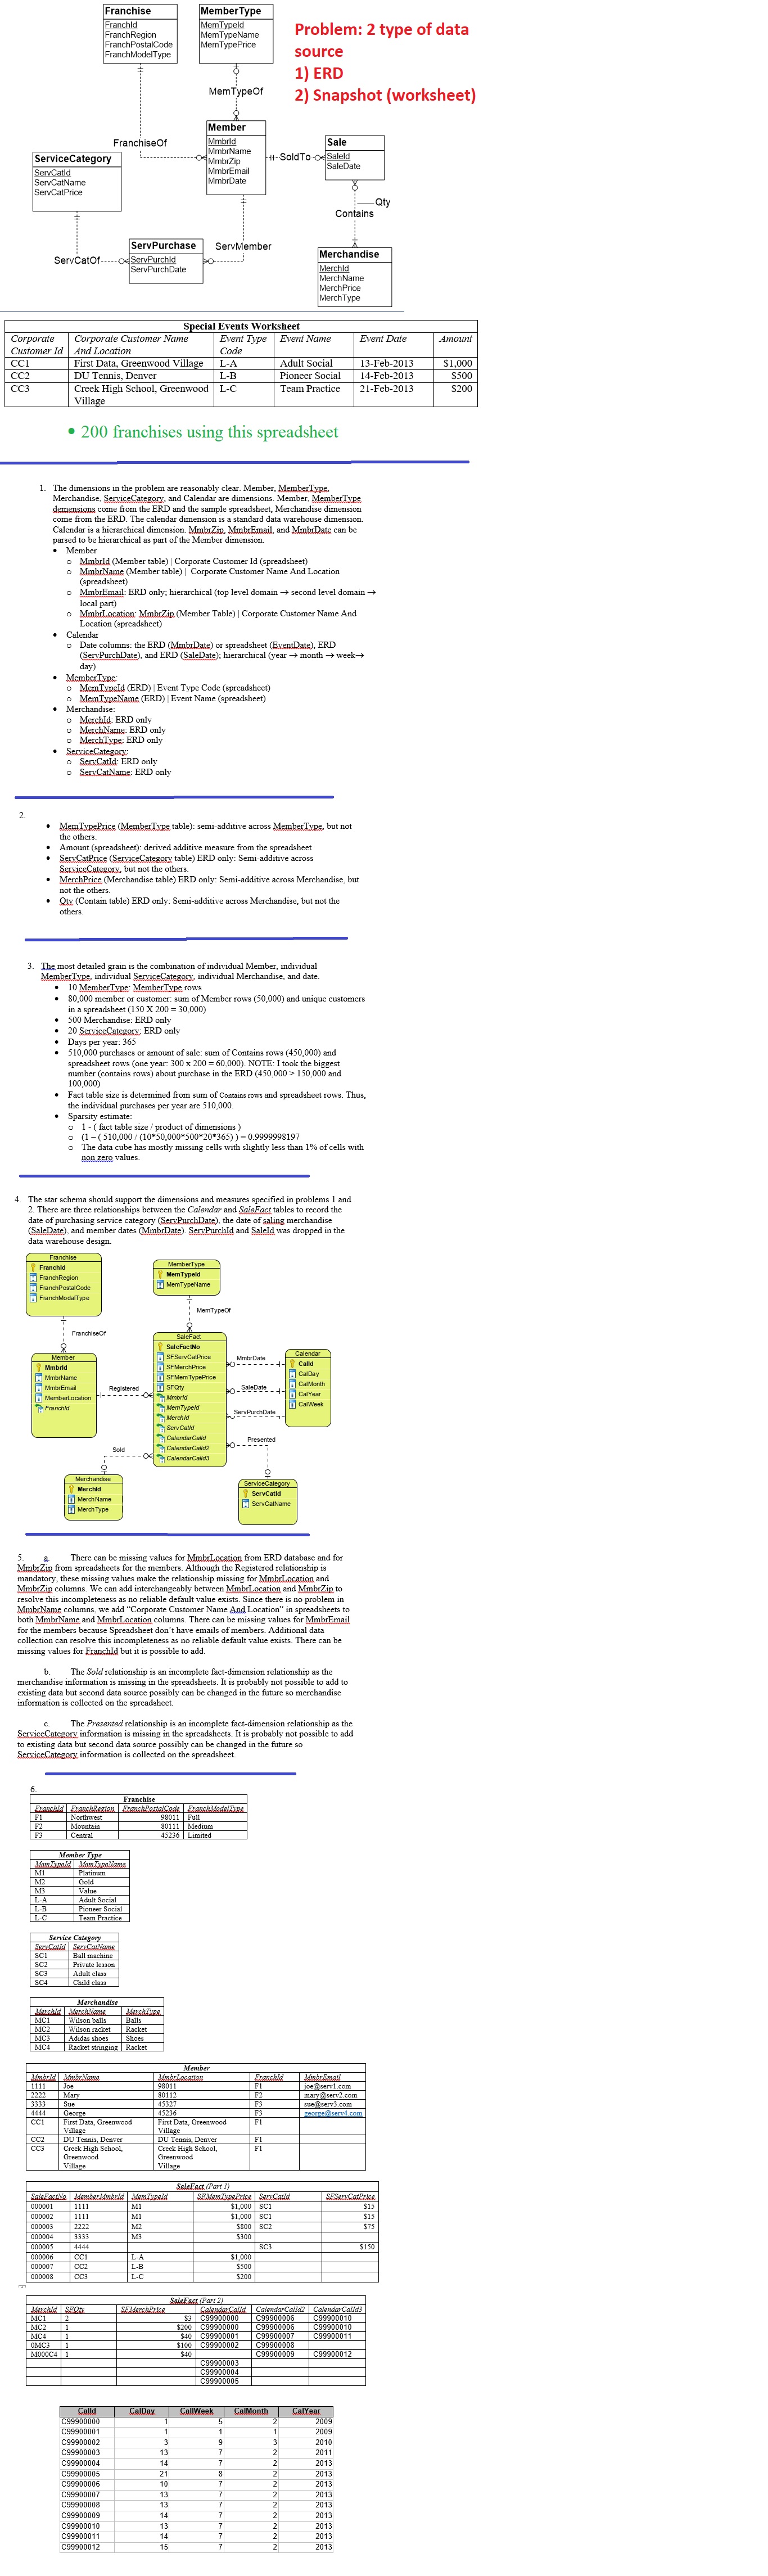 Franchise
FranchId
FranchRegion
FranchPostalCode
FranchModelType
MemberType
MemTypeId
MemTypeName
MemTypePrice
Problem: 2 type of data
source
1) ERD
2) Snapshot (worksheet)
MemTypeOf
FranchiseOf
Member
MmbrId
MmbrName
MmbrZip
MmbrEmail
MmbrDate
SoldTo
Sale
SaleId
SaleDate
ServiceCategory
ServCatId
ServCatName
ServCatPrice
Qty
Contains
ServCatOf
ServPurchase
ServPurchId
ServPurchDate
ServMember
Merchandise
MerchId
MerchName
MerchPrice
MerchType
Special Events Worksheet
Corporate Customer Id Corporate Customer Name And Location Event Type Code Event Name Event Date Amount
CC1 First Data, Greenwood Village L-A Adult Social 13-Feb-2013 $1,000
CC2 DU Tennis, Denver L-B Pioneer Social 14-Feb-2013 $500
CC3 Creek High School, Greenwood Village L-C Team Practice 21-Feb-2013 $200
• 200 franchises using this spreadsheet
1. The dimensions in the problem are reasonably clear. Member, MemberType,
Merchandise, ServiceCategory, and Calendar are dimensions. Member, MemberType
demensions come from the ERD and the sample spreadsheet, Merchandise dimension
come from the ERD. The calendar dimension is a standard data warehouse dimension.
Calendar is a hierarchical dimension. MmbrZip, MmbrEmail, and MmbrDate can be
parsed to be hierarchical as part of the Member dimension.
• Member
o MmbrId (Member table) | Corporate Customer Id (spreadsheet)
o MmbrName (Member table) | Corporate Customer Name And Location
(spreadsheet)
o MmbrEmail: ERD only; hierarchical (top level domain → second level domain →
local part)
o MmbrLocation: MmbrZip (Member Table) | Corporate Customer Name And
Location (spreadsheet)
• Calendar
o Date columns: the ERD (MmbrDate) or spreadsheet (EventDate), ERD
(ServPurchDate), and ERD (SaleDate); hierarchical (year → month → week→
day)
• MemberType:
o MemTypeId (ERD) | Event Type Code (spreadsheet)
o MemTypeName (ERD) | Event Name (spreadsheet)
• Merchandise:
o MerchId: ERD only
o MerchName: ERD only
o MerchType: ERD only
• ServiceCategory:
o ServCatId: ERD only
o ServCatName: ERD only
2.
• MemTypePrice (MemberType table): semi-additive across MemberType, but not
the others.
• Amount (spreadsheet): derived additive measure from the spreadsheet
• ServCatPrice (ServiceCategory table) ERD only: Semi-additive across
ServiceCategory, but not the others.
• MerchPrice (Merchandise table) ERD only: Semi-additive across Merchandise, but
not the others.
• Qty (Contain table) ERD only: Semi-additive across Merchandise, but not the
others.
3. The most detailed grain is the combination of individual Member, individual
MemberType, individual ServiceCategory, individual Merchandise, and date.
• 10 MemberType: MemberType rows
• 80,000 member or customer: sum of Member rows (50,000) and unique customers
in a spreadsheet (150 X 200 = 30,000)
• 500 Merchandise: ERD only
• 20 ServiceCategory: ERD only
• Days per year: 365
• 510,000 purchases or amount of sale: sum of Contains rows (450,000) and
spreadsheet rows (one year: 300 x 200 = 60,000). NOTE: I took the biggest
number (contains rows) about purchase in the ERD (450,000 > 150,000 and
100,000)
• Fact table size is determined from sum of Contains rows and spreadsheet rows. Thus,
the individual purchases per year are 510,000.
• Sparsity estimate:
o 1 - ( fact table size / product of dimensions )
o (1 – ( 510,000 / (10*50,000*500*20*365) ) = 0.9999998197
o The data cube has mostly missing cells with slightly less than 1% of cells with
non zero values.
4. The star schema should support the dimensions and measures specified in problems 1 and
2. There are three relationships between the Calendar and SaleFact tables to record the
date of purchasing service category (ServPurchDate), the date of saling merchandise
(SaleDate), and member dates (MmbrDate). ServPurchId and SaleId was dropped in the
data warehouse design.
Franchise
FranchId
FranchRegion
FranchPostalCode
FranchModalType
MemberType
MemTypeId
MemTypeName
MemTypeOf
FranchiseOf
SaleFact
SaleFactNo
SFServCatPrice
SFMerchPrice
SFMemTypePrice
SFQty
MmbrId
MemTypeId
MerchId
ServCatId
CalendarCalId
CalendarCalId2
CalendarCalId3
Member
MmbrId
MmbrName
MmbrEmail
MemberLocation
FranchId
Registered
MmbrDate
SaleDate
ServPurchDate
Calendar
CalId
CalDay
CalMonth
CalYear
CalWeek
Presented
Sold
Merchandise
MerchId
MerchName
MerchType
ServiceCategory
ServCatId
ServCatName
5. a. There can be missing values for MmbrLocation from ERD database and for
MmbrZip from spreadsheets for the members. Although the Registered relationship is
mandatory, these missing values make the relationship missing for MmbrLocation and
MmbrZip columns. We can add interchangeably between MmbrLocation and MmbrZip to
resolve this incompleteness as no reliable default value exists. Since there is no problem in
MmbrName columns, we add “Corporate Customer Name And Location” in spreadsheets to
both MmbrName and MmbrLocation columns. There can be missing values for MmbrEmail
for the members because Spreadsheet don’t have emails of members. Additional data
collection can resolve this incompleteness as no reliable default value exists. There can be
missing values for FranchId but it is possible to add.
b. The Sold relationship is an incomplete fact-dimension relationship as the
merchandise information is missing in the spreadsheets. It is probably not possible to add to
existing data but second data source possibly can be changed in the future so merchandise
information is collected on the spreadsheet.
c. The Presented relationship is an incomplete fact-dimension relationship as the
ServiceCategory information is missing in the spreadsheets. It is probably not possible to add
to existing data but second data source possibly can be changed in the future so
ServiceCategory information is collected on the spreadsheet.
6.
Franchise
FranchId FranchRegion FranchPostalCode FranchModelType
F1 Northwest 98011 Full
F2 Mountain 80111 Medium
F3 Central 45236 Limited
Member Type
MemTypeId MemTypeName
M1 Platinum
M2 Gold
M3 Value
L-A Adult Social
L-B Pioneer Social
L-C Team Practice
Service Category
ServCatId ServCatName
SC1 Ball machine
SC2 Private lesson
SC3 Adult class
SC4 Child class
Merchandise
MerchId MerchName MerchType
MC1 Wilson balls Balls
MC2 Wilson racket Racket
MC3 Adidas shoes Shoes
MC4 Racket stringing Racket
Member
MmbrId MmbrName MmbrLocation FranchId MmbrEmail
1111 Joe 98011 F1 joe@serv1.com
2222 Mary 80112 F2 mary@serv2.com
3333 Sue 45327 F3 sue@serv3.com
4444 George 45236 F3 george@serv4.com
CC1 First Data, Greenwood Village First Data, Greenwood Village F1
CC2 DU Tennis, Denver DU Tennis, Denver F1
CC3 Creek High School, Greenwood Village Creek High School, Greenwood Village F1
SaleFact (Part 1)
SaleFactNo MemberMmbrId MemTypeId SFMemTypePrice ServCatId SFServCatPrice
000001 1111 M1 $1,000 SC1 $15
000002 1111 M1 $1,000 SC1 $15
000003 2222 M2 $800 SC2 $75
000004 3333 M3 $300
000005 4444 SC3 $150
000006 CC1 L-A $1,000
000007 CC2 L-B $500
000008 CC3 L-C $200
SaleFact (Part 2)
MerchId SFQty SFMerchPrice CalendarCalId CalendarCalId2 CalendarCalId3
MC1 2 $3 C99900000 C99900006 C99900010
MC2 1 $200 C99900000 C99900006 C99900010
MC4 1 $40 C99900001 C99900007 C99900011
0MC3 1 $100 C99900002 C99900008
M000C4 1 $40 C99900009 C99900012
C99900003
C99900004
C99900005
CalId CalDay CalWeek CalMonth CalYear
C99900000 1 5 2 2009
C99900001 1 1 1 2009
C99900002 3 9 3 2010
C99900003 13 7 2 2011
C99900004 14 7 2 2013
C99900005 21 8 2 2013
C99900006 10 7 2 2013
C99900007 13 7 2 2013
C99900008 13 7 2 2013
C99900009 14 7 2 2013
C99900010 13 7 2 2013
C99900011 14 7 2 2013
C99900012 15 7 2 2013